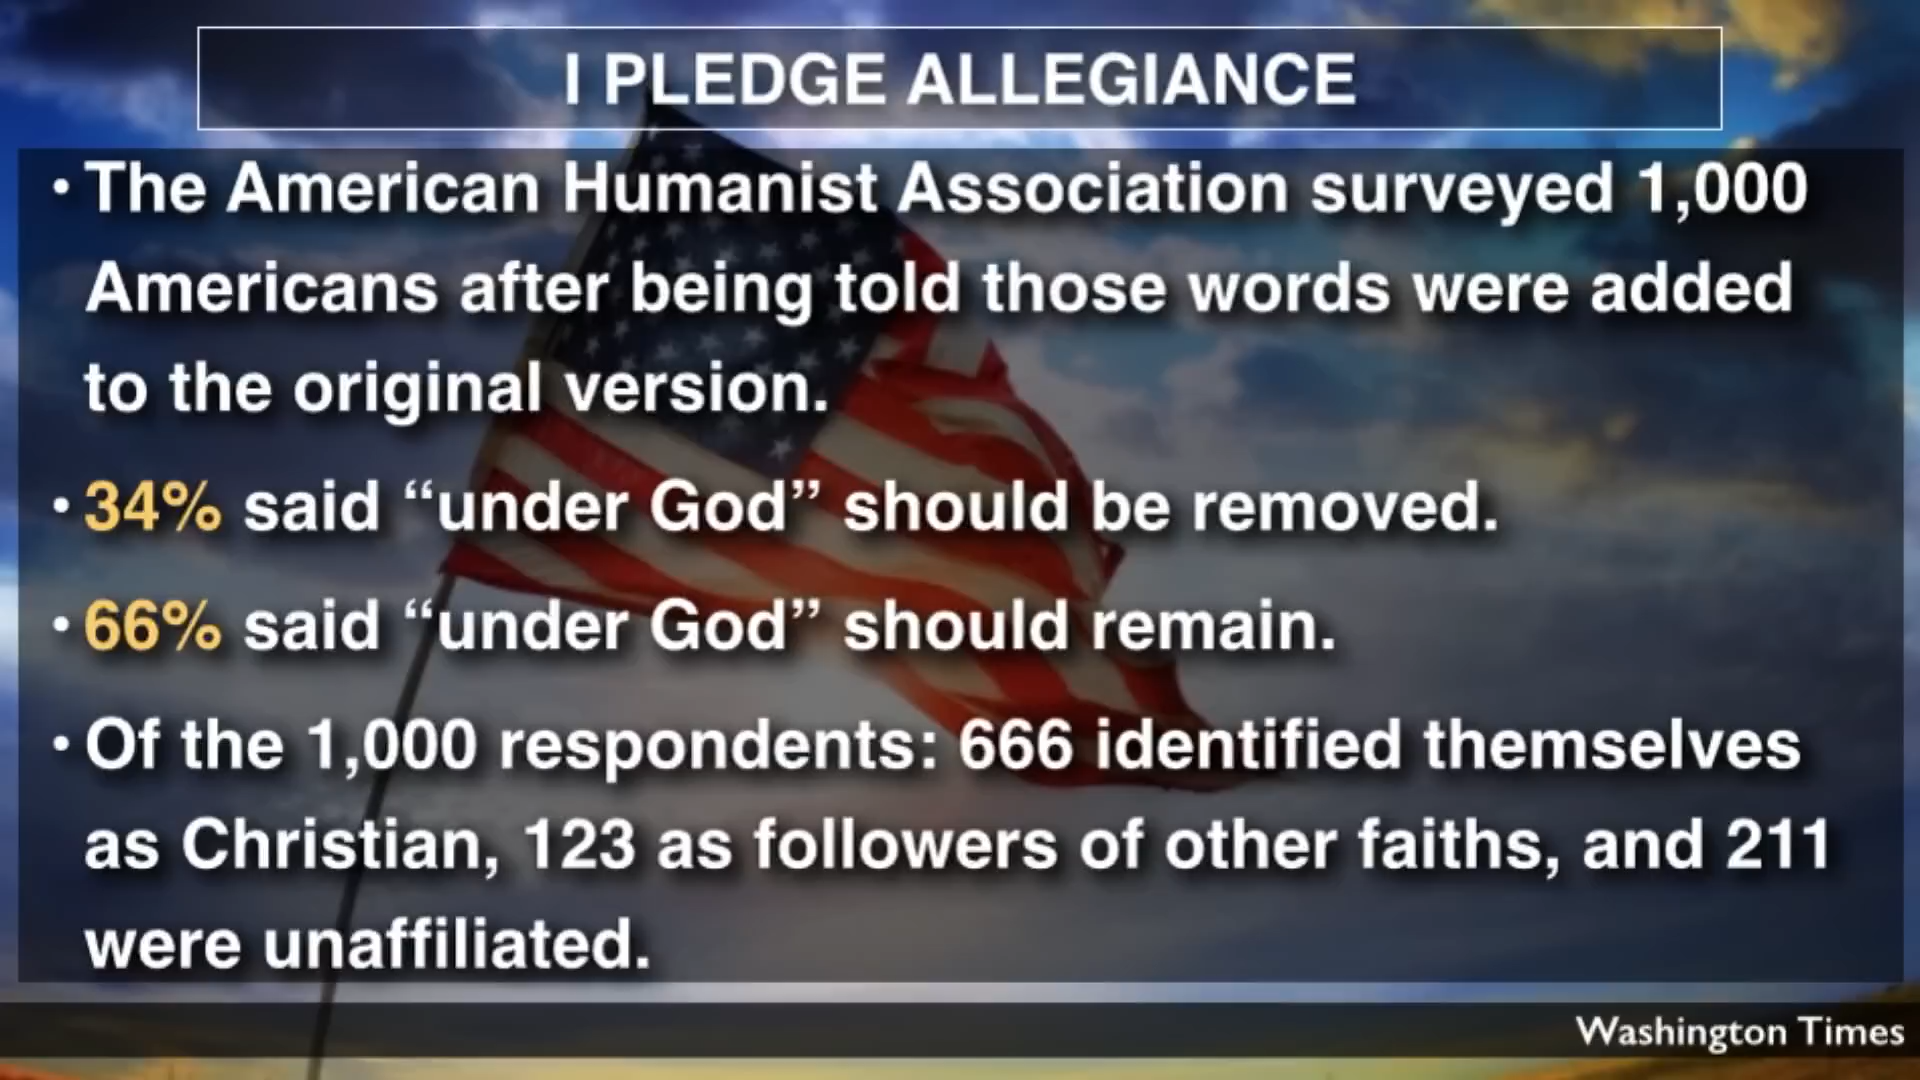 I PLEDGE ALLEGIANCE
• The American Humanist Association surveyed 1,000
Americans after being told those words were added
to the original version.
• 34% said “under God” should be removed.
• 66% said “under God” should remain.
• Of the 1,000 respondents: 666 identified themselves
as Christian, 123 as followers of other faiths, and 211
were unaffiliated.
Washington Times